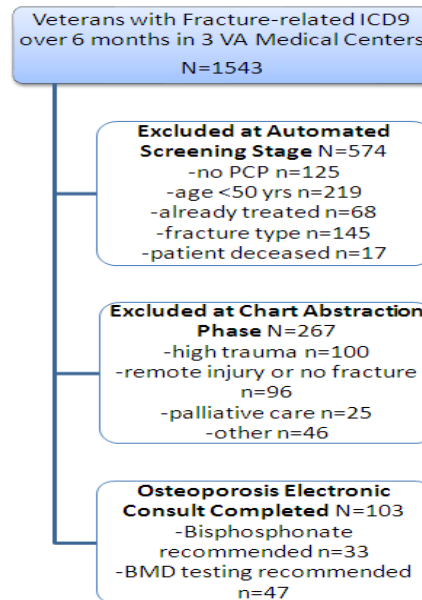 Veterans with Fracture-related ICD9
over 6 months in 3 VA Medical Centers
N=1543
Excluded at Automated
Screening Stage N=574
-no PCP n=125
-age <50 yrs n=219
-already treated n=68
-fracture type n=145
-patient deceased n=17
Excluded at Chart Abstraction
Phase N=267
-high trauma n=100
-remote injury or no fracture
n=96
-palliative care n=25
-other n=46
Osteoporosis Electronic
Consult Completed N=103
-Bisphosphonate
recommended n=33
-BMD testing recommended
n=47